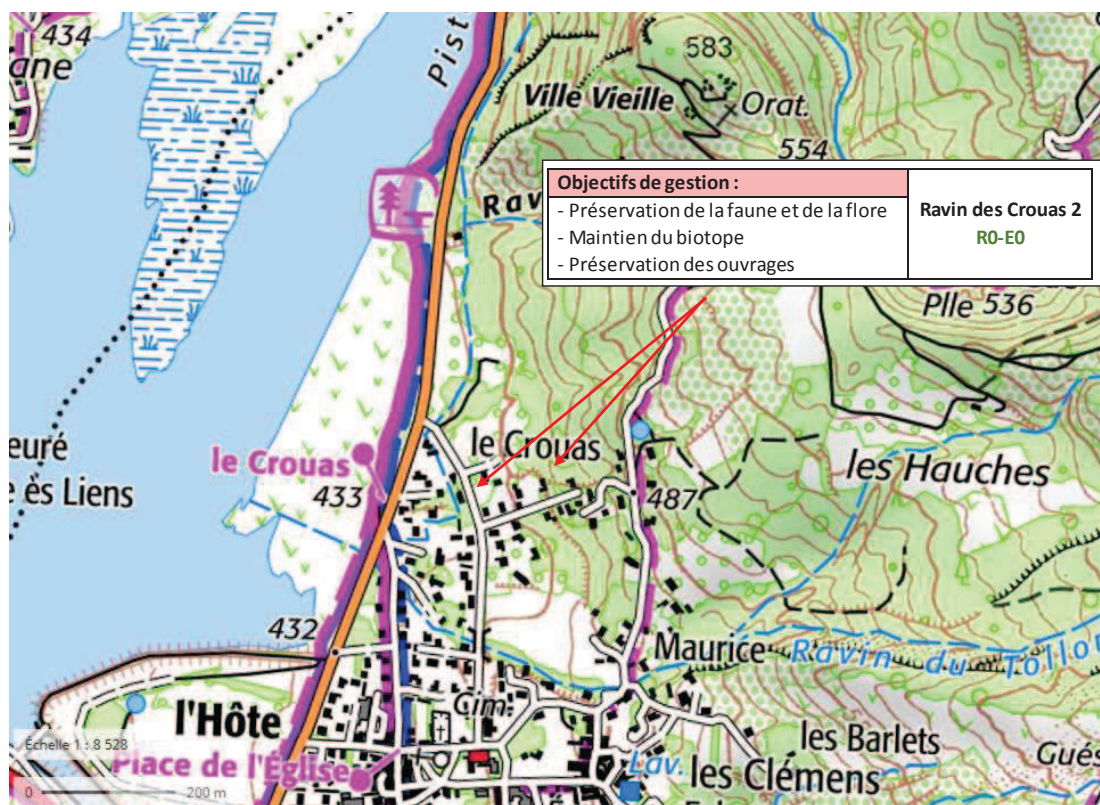 434
ane
Pist
583
Ville Vieille
Orat.
554
Objectifs de gestion :
- Préservation de la faune et de la flore
- Maintien du biotope
- Préservation des ouvrages
Ravin des Crouas 2
R0-E0
Rav
Plle 536
le Crouas
euré
e ès Liens
le Crouas
433
487
les Hauches
432
Maurice
Ravin du Tollou
l'Hôte
Cim.
les Barlets
Gués
Échelle 1 : 8 528
Place de l'Église
Lav.
les Clémens
0
200 m